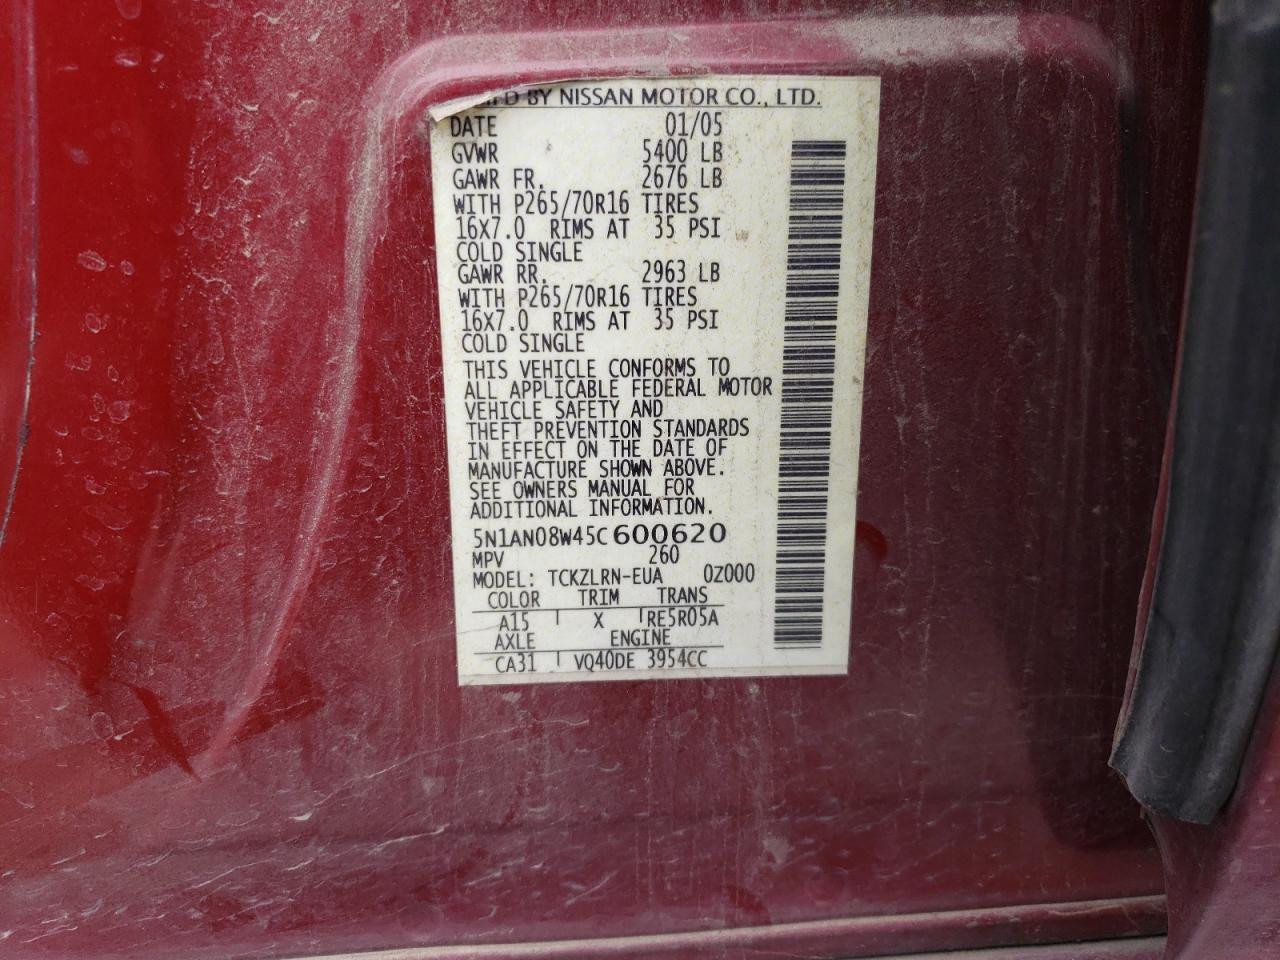 MFD BY NISSAN MOTOR CO., LTD.
DATE 01/05
GVWR 5400 LB
GAWR FR. 2676 LB
WITH P265/70R16 TIRES
16X7.0 RIMS AT 35 PSI
COLD SINGLE
GAWR RR. 2963 LB
WITH P265/70R16 TIRES
16X7.0 RIMS AT 35 PSI
COLD SINGLE
THIS VEHICLE CONFORMS TO
ALL APPLICABLE FEDERAL MOTOR
VEHICLE SAFETY AND
THEFT PREVENTION STANDARDS
IN EFFECT ON THE DATE OF
MANUFACTURE SHOWN ABOVE.
SEE OWNERS MANUAL FOR
ADDITIONAL INFORMATION.
5N1AN08W45C600620
MPV 260
MODEL: TCKZLRN-EUA 0Z000
COLOR TRIM TRANS
A15 X RE5R05A
AXLE ENGINE
CA31 VQ40DE 3954CC